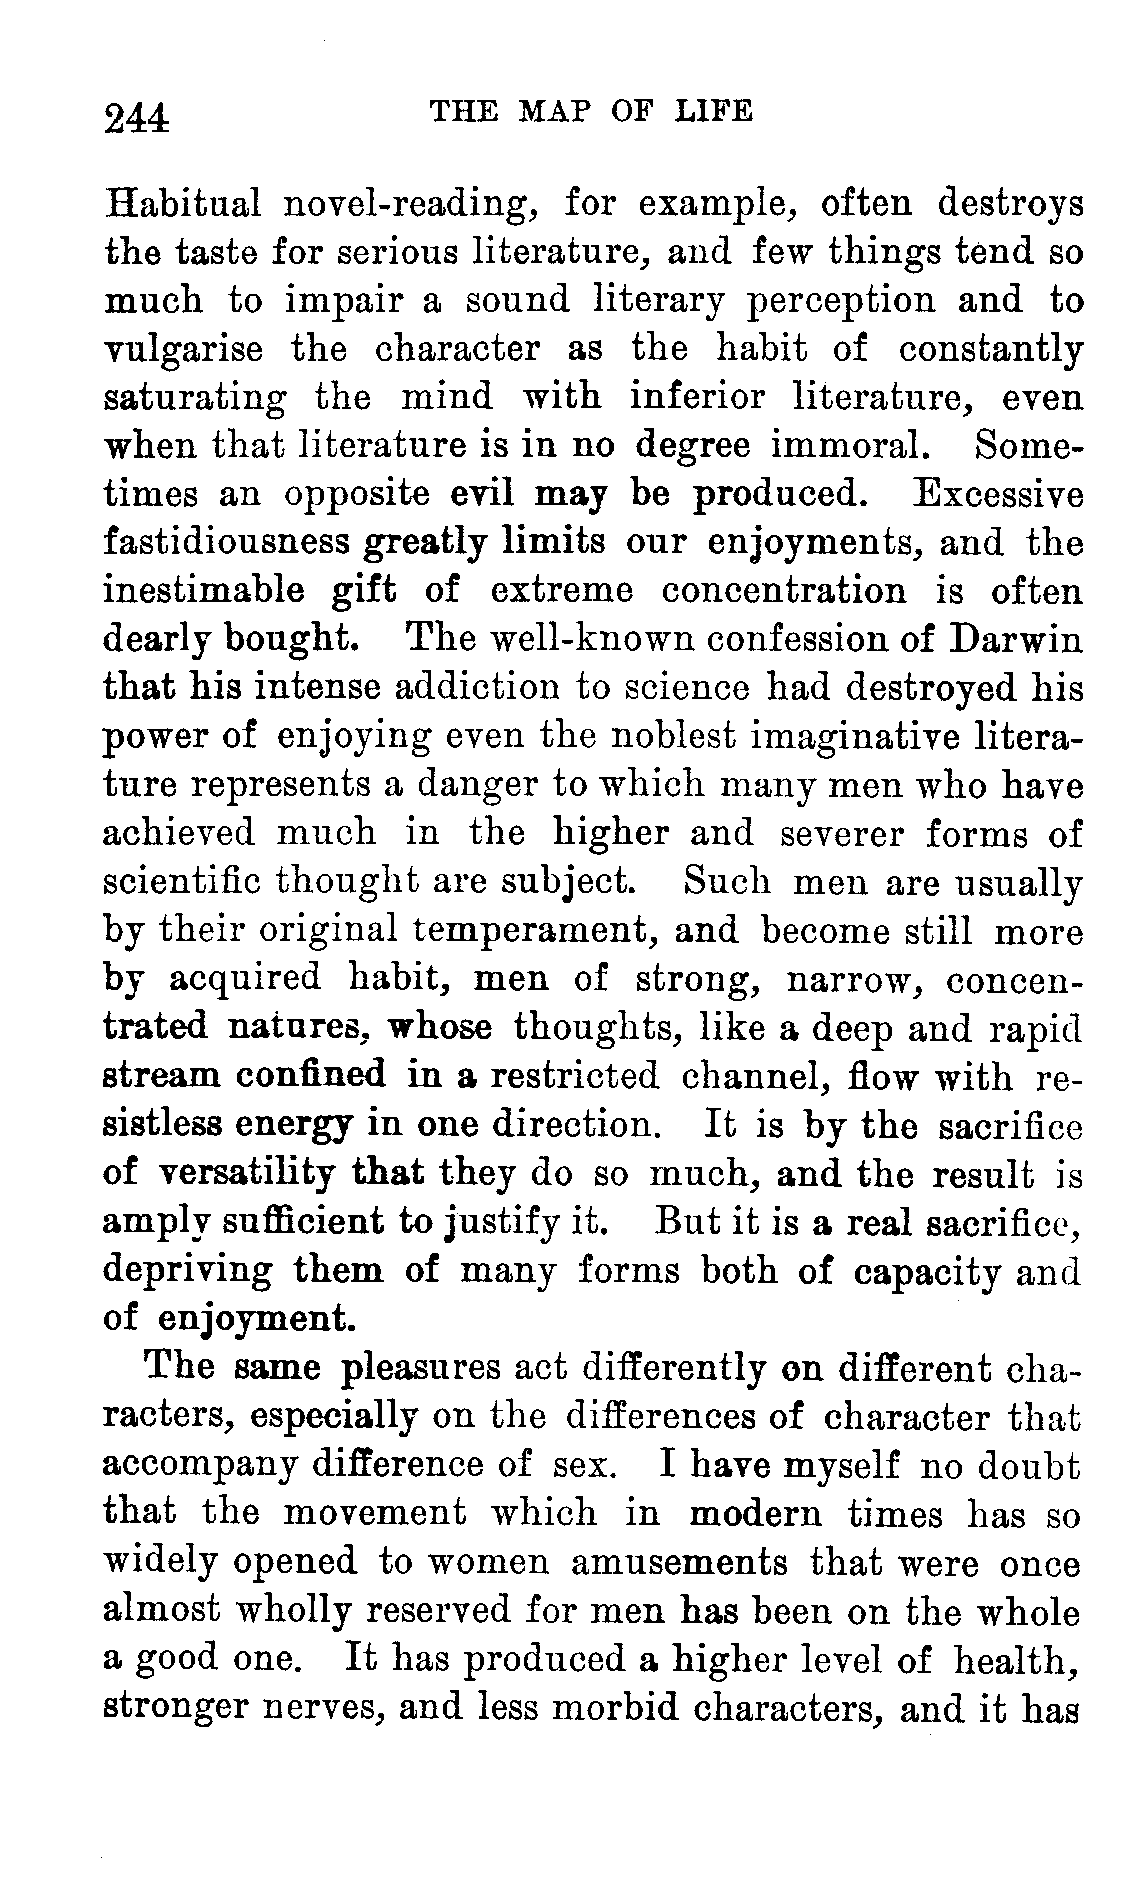 244 THE MAP OF LIFE
Habitual novel-reading, for example, often destroys
the taste for serious literature, and few things tend so
much to impair a sound literary perception and to
vulgarise the character as the habit of constantly
saturating the mind with inferior literature, even
when that literature is in no degree immoral. Some-
times an opposite evil may be produced. Excessive
fastidiousness greatly limits our enjoyments, and the
inestimable gift of extreme concentration is often
dearly bought. The well-known confession of Darwin
that his intense addiction to science had destroyed his
power of enjoying even the noblest imaginative litera-
ture represents a danger to which many men who have
achieved much in the higher and severer forms of
scientific thought are subject. Such men are usually
by their original temperament, and become still more
by acquired habit, men of strong, narrow, concen-
trated natures, whose thoughts, like a deep and rapid
stream confined in a restricted channel, flow with re-
sistless energy in one direction. It is by the sacrifice
of versatility that they do so much, and the result is
amply sufficient to justify it. But it is a real sacrifice,
depriving them of many forms both of capacity and
of enjoyment.
The same pleasures act differently on different cha-
racters, especially on the differences of character that
accompany difference of sex. I have myself no doubt
that the movement which in modern times has so
widely opened to women amusements that were once
almost wholly reserved for men has been on the whole
a good one. It has produced a higher level of health,
stronger nerves, and less morbid characters, and it has